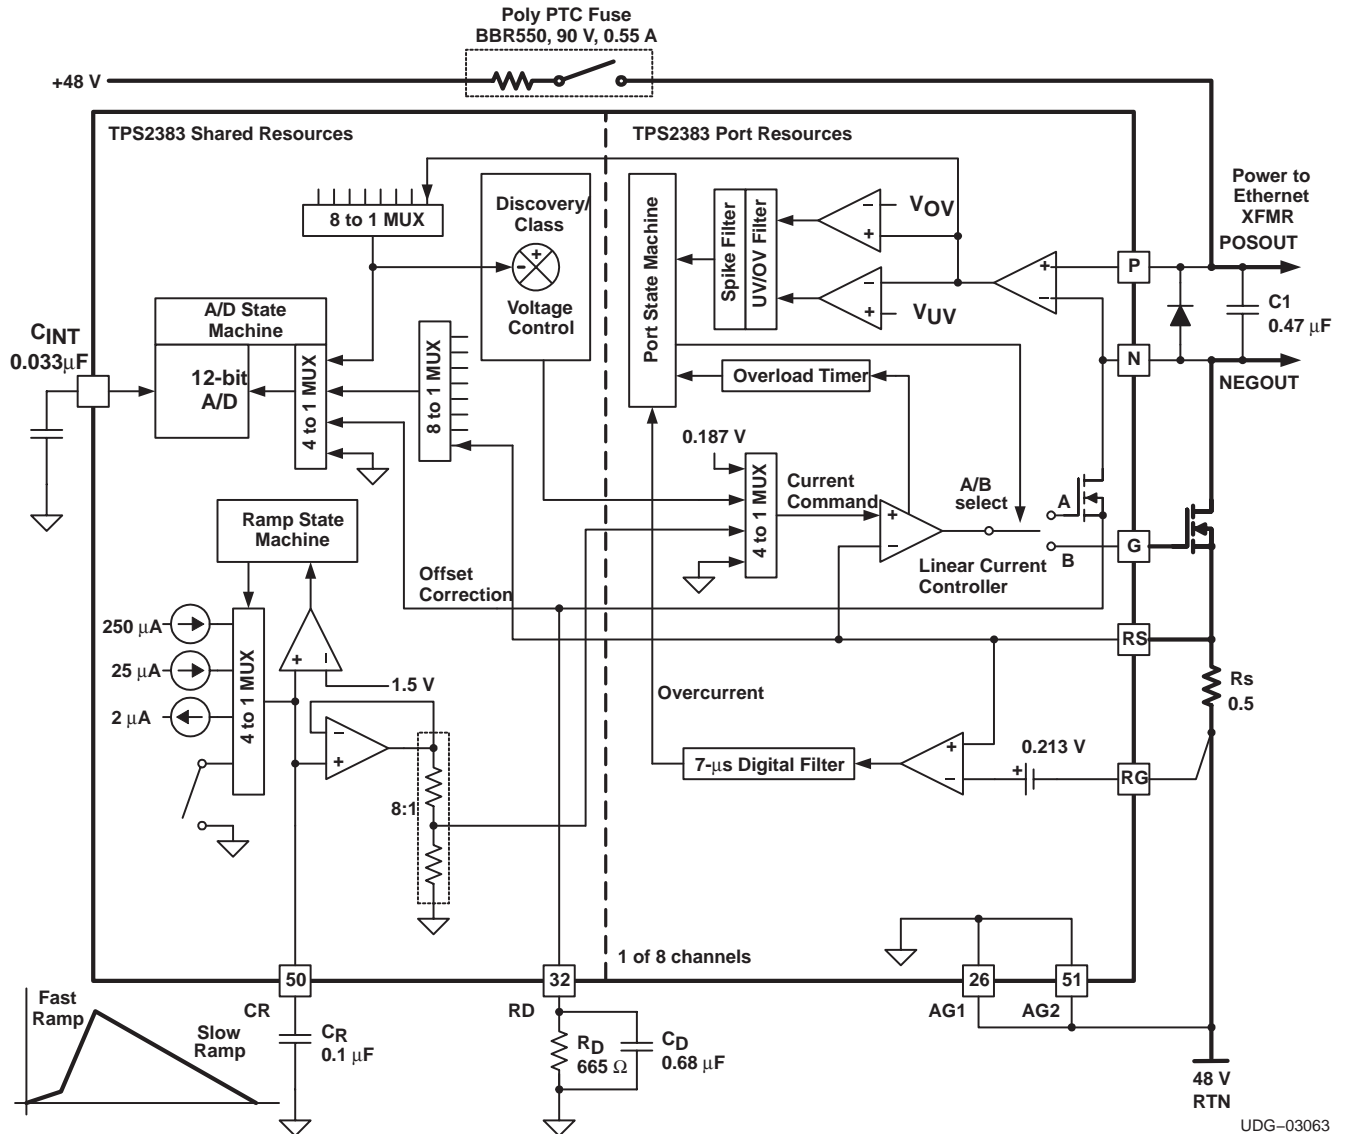 Poly PTC Fuse
BBR550, 90 V, 0.55 A
+48 V
TPS2383 Shared Resources
TPS2383 Port Resources
8 to 1 MUX
Discovery/
Class
+
-
Voltage
Control
Port State Machine
Spike Filter
UV/OV Filter
−
+
VOV
−
+
VUV
+
−
P
Power to
Ethernet
XFMR
POSOUT
C1
0.47 μF
N
NEGOUT
A/D State
Machine
12-bit
A/D
4 to 1 MUX
8 to 1 MUX
CINT
0.033μF
Overload Timer
0.187 V
4 to 1 MUX
Current
Command
+
−
A/B
select
A
B
Linear Current
Controller
G
Ramp State
Machine
Offset
Correction
250 μA
25 μA
2 μA
4 to 1 MUX
+
−
1.5 V
−
+
8:1
RS
Rs
0.5
Overcurrent
7-μs Digital Filter
+
−
0.213 V
+
RG
1 of 8 channels
50
32
26
51
CR
RD
AG1
AG2
Fast
Ramp
Slow
Ramp
CR
0.1 μF
RD
665 Ω
CD
0.68 μF
48 V
RTN
UDG−03063